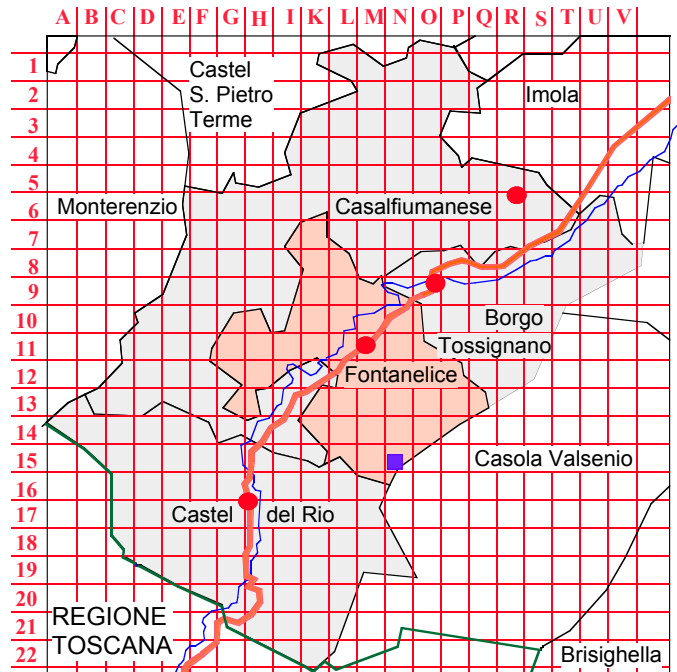 A B C D E F G H I K L M N O P Q R S T U V
1
2
3
4
5
6
7
8
9
10
11
12
13
14
15
16
17
18
19
20
21
22
Castel
S. Pietro
Terme
Imola
Monterenzio
Casalfiumanese
Borgo
Tossignano
Fontanelice
Casola Valsenio
Castel del Rio
REGIONE
TOSCANA
Brisighella